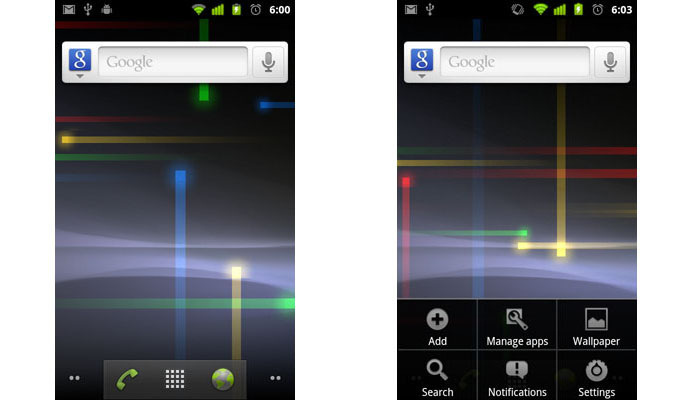 6:00
g Google
6:03
g Google
Add Manage apps Wallpaper
Search Notifications Settings